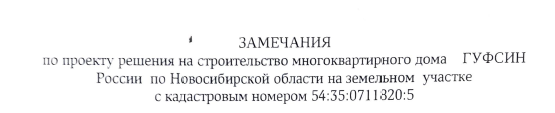 ЗАМЕЧАНИЯ
по проекту решения на строительство многоквартирного дома ГУФСИН
России по Новосибирской области на земельном участке
с кадастровым номером 54:35:0711820:5